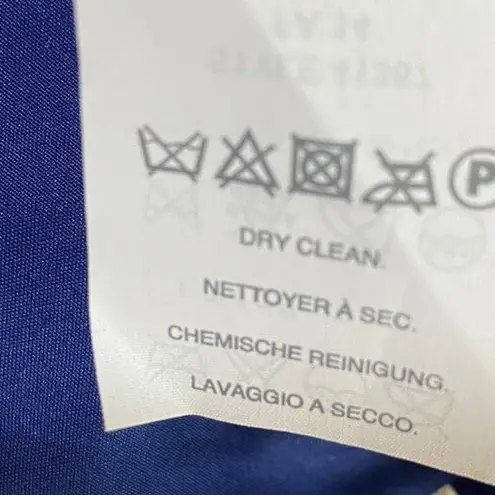 P
DRY CLEAN.
NETTOYER À SEC.
CHEMISCHE REINIGUNG.
LAVAGGIO A SECCO.